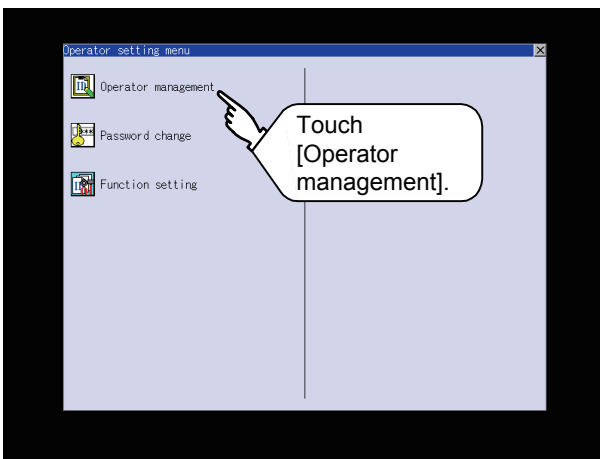 Operator setting menu
Operator management
Password change
Function setting
Touch
[Operator
management].